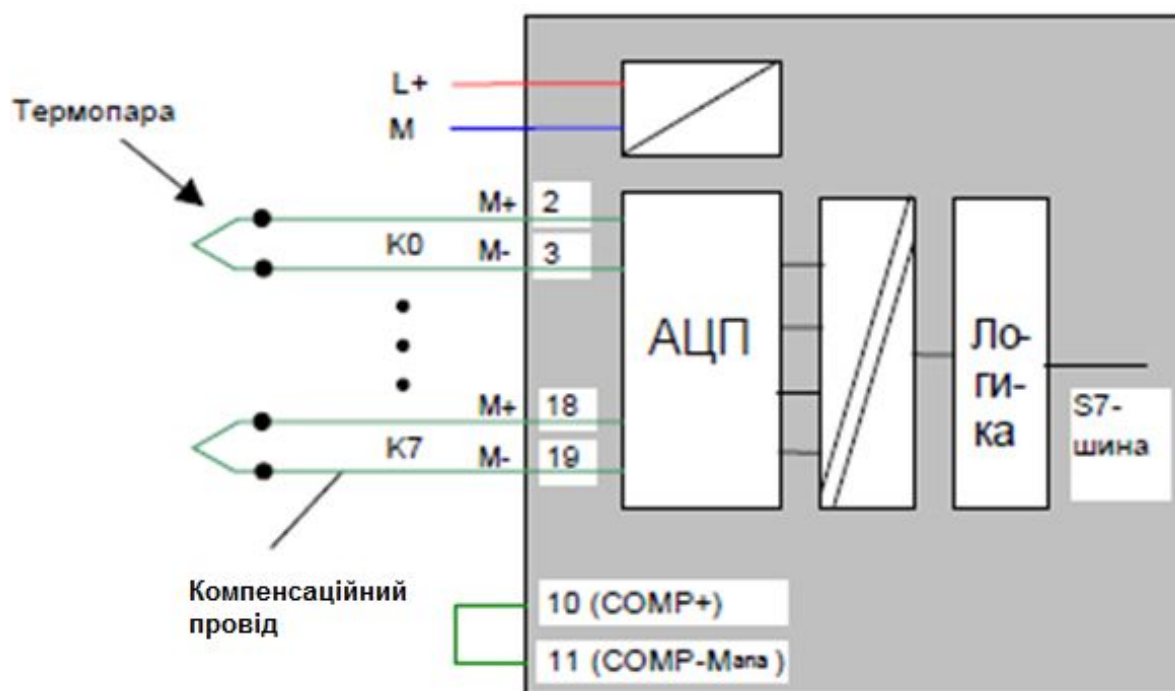 L+
Термопара
M
M+ 2
K0 M- 3
АЦП
Ло-
ги-
ка
S7-
шина
M+ 18
K7 M- 19
Компенсаційний
провід
10 (COMP+)
11 (COMP-Мana )